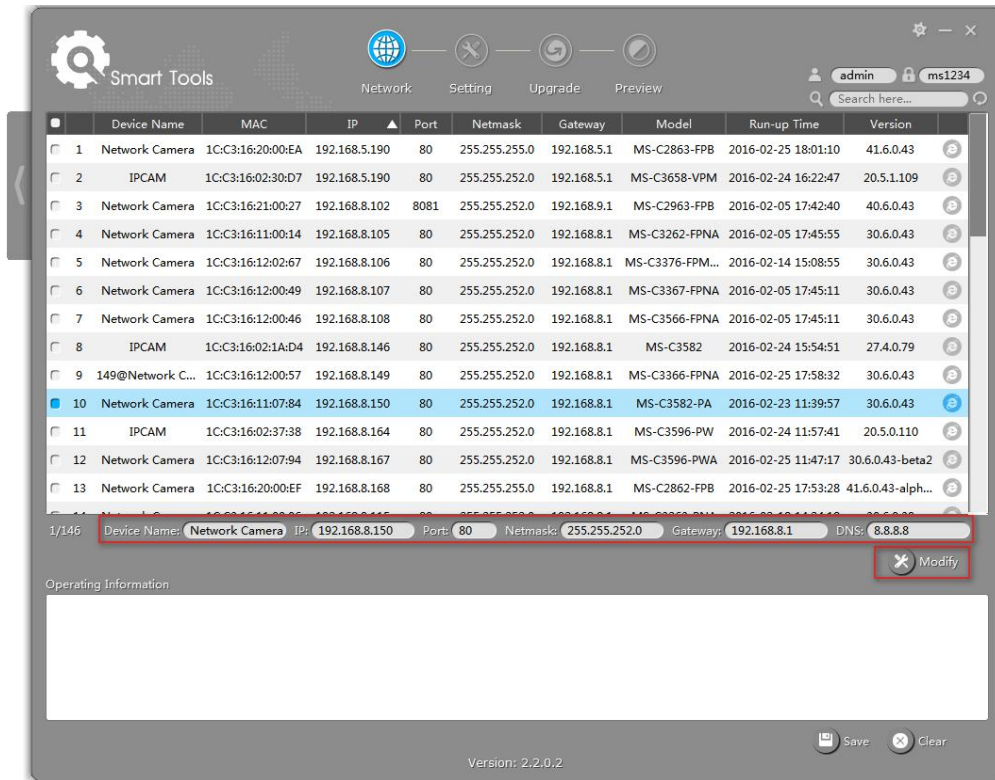 Smart Tools
Network Setting Upgrade Preview
admin ms1234
Search here...
Device Name MAC IP Port Netmask Gateway Model Run-up Time Version
1 Network Camera 1C:C3:16:20:00:EA 192.168.5.190 80 255.255.255.0 192.168.5.1 MS-C2863-FPB 2016-02-25 18:01:10 41.6.0.43
2 IPCAM 1C:C3:16:02:30:D7 192.168.5.190 80 255.255.252.0 192.168.5.1 MS-C3658-VPM 2016-02-24 16:22:47 20.5.1.109
3 Network Camera 1C:C3:16:21:00:27 192.168.8.102 8081 255.255.252.0 192.168.9.1 MS-C2963-FPB 2016-02-05 17:42:40 40.6.0.43
4 Network Camera 1C:C3:16:11:00:14 192.168.8.105 80 255.255.252.0 192.168.8.1 MS-C3262-FPNA 2016-02-05 17:45:55 30.6.0.43
5 Network Camera 1C:C3:16:12:02:67 192.168.8.106 80 255.255.252.0 192.168.8.1 MS-C3376-FPM... 2016-02-14 15:08:55 30.6.0.43
6 Network Camera 1C:C3:16:12:00:49 192.168.8.107 80 255.255.252.0 192.168.8.1 MS-C3367-FPNA 2016-02-05 17:45:11 30.6.0.43
7 Network Camera 1C:C3:16:12:00:46 192.168.8.108 80 255.255.252.0 192.168.8.1 MS-C3566-FPNA 2016-02-05 17:45:11 30.6.0.43
8 IPCAM 1C:C3:16:02:1A:D4 192.168.8.146 80 255.255.252.0 192.168.8.1 MS-C3582 2016-02-24 15:54:51 27.4.0.79
9 149@Network C... 1C:C3:16:12:00:57 192.168.8.149 80 255.255.252.0 192.168.8.1 MS-C3366-FPNA 2016-02-25 17:58:32 30.6.0.43
10 Network Camera 1C:C3:16:11:07:84 192.168.8.150 80 255.255.252.0 192.168.8.1 MS-C3582-PA 2016-02-23 11:39:57 30.6.0.43
11 IPCAM 1C:C3:16:02:37:38 192.168.8.164 80 255.255.252.0 192.168.8.1 MS-C3596-PW 2016-02-24 11:57:41 20.5.0.110
12 Network Camera 1C:C3:16:12:07:94 192.168.8.167 80 255.255.252.0 192.168.8.1 MS-C3596-PWA 2016-02-25 11:47:17 30.6.0.43-beta2
13 Network Camera 1C:C3:16:20:00:EF 192.168.8.168 80 255.255.252.0 192.168.8.1 MS-C2862-FPB 2016-02-25 17:53:28 41.6.0.43-alph...
1/146 Device Name: Network Camera IP: 192.168.8.150 Port: 80 Netmask: 255.255.252.0 Gateway: 192.168.8.1 DNS: 8.8.8.8
Modify
Operating Information
Save Clear
Version: 2.2.0.2